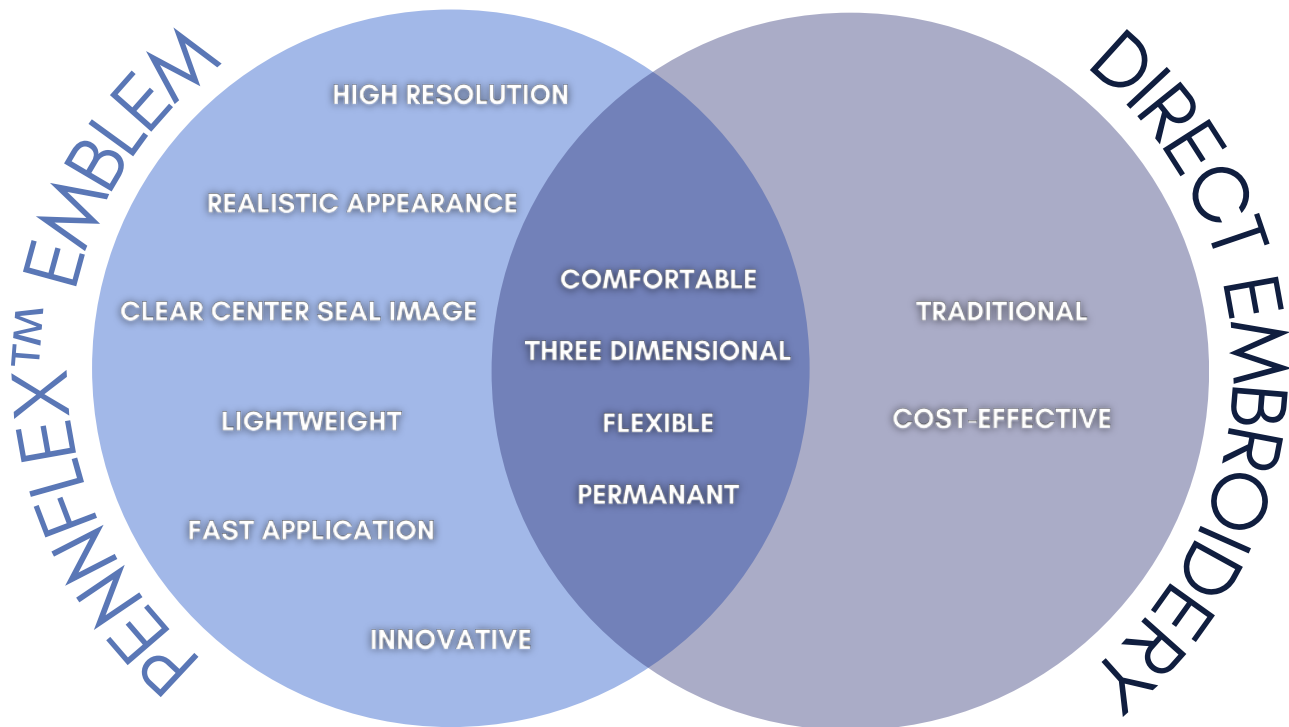 PENNFLEX™ EMBLEM
HIGH RESOLUTION
REALISTIC APPEARANCE
CLEAR CENTER SEAL IMAGE
LIGHTWEIGHT
FAST APPLICATION
INNOVATIVE
COMFORTABLE
THREE DIMENSIONAL
FLEXIBLE
PERMANANT
DIRECT EMBROIDERY
TRADITIONAL
COST-EFFECTIVE